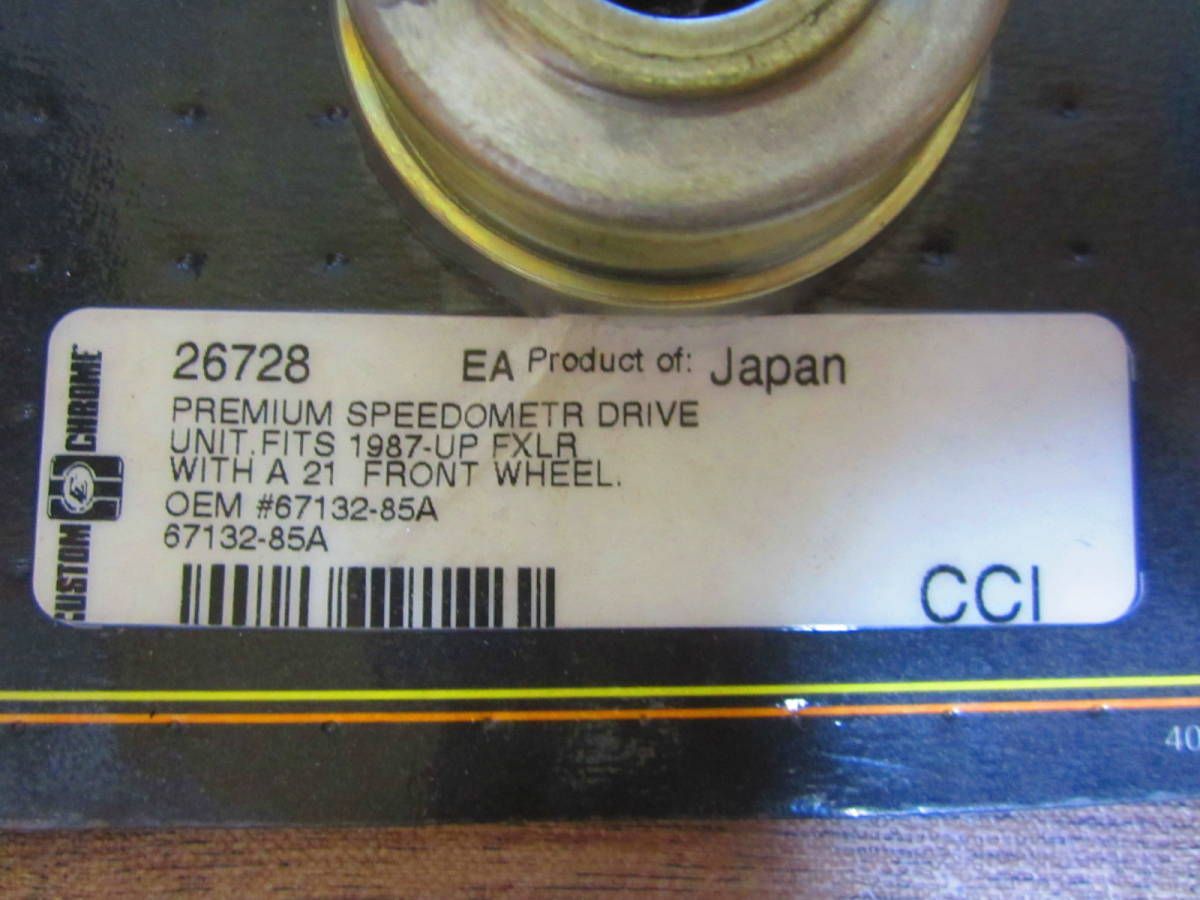 26728 EA Product of: Japan
PREMIUM SPEEDOMETR DRIVE
UNIT. FITS 1987-UP FXLR
WITH A 21 FRONT WHEEL.
OEM #67132-85A
67132-85A
CCI
CUSTOM CHROME
40